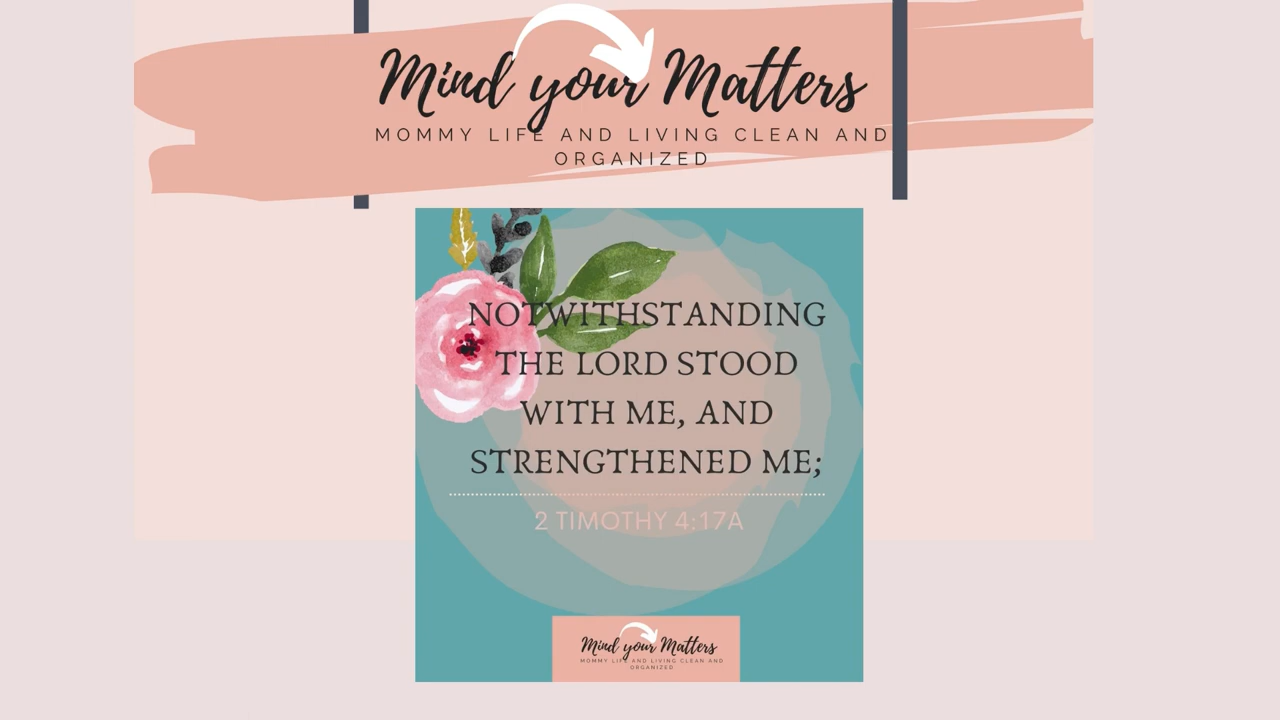 Mind your Matters
MOMMY LIFE AND LIVING CLEAN AND
ORGANIZED
NOTWITHSTANDING
THE LORD STOOD
WITH ME, AND
STRENGTHENED ME;
2 TIMOTHY 4:17A
Mind your Matters
MOMMY LIFE AND LIVING CLEAN AND
ORGANIZED